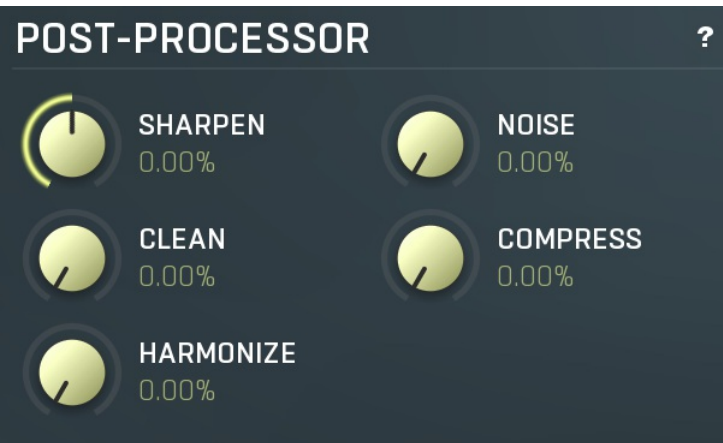 POST-PROCESSOR ?
SHARPEN NOISE
0.00% 0.00%
CLEAN COMPRESS
0.00% 0.00%
HARMONIZE
0.00%